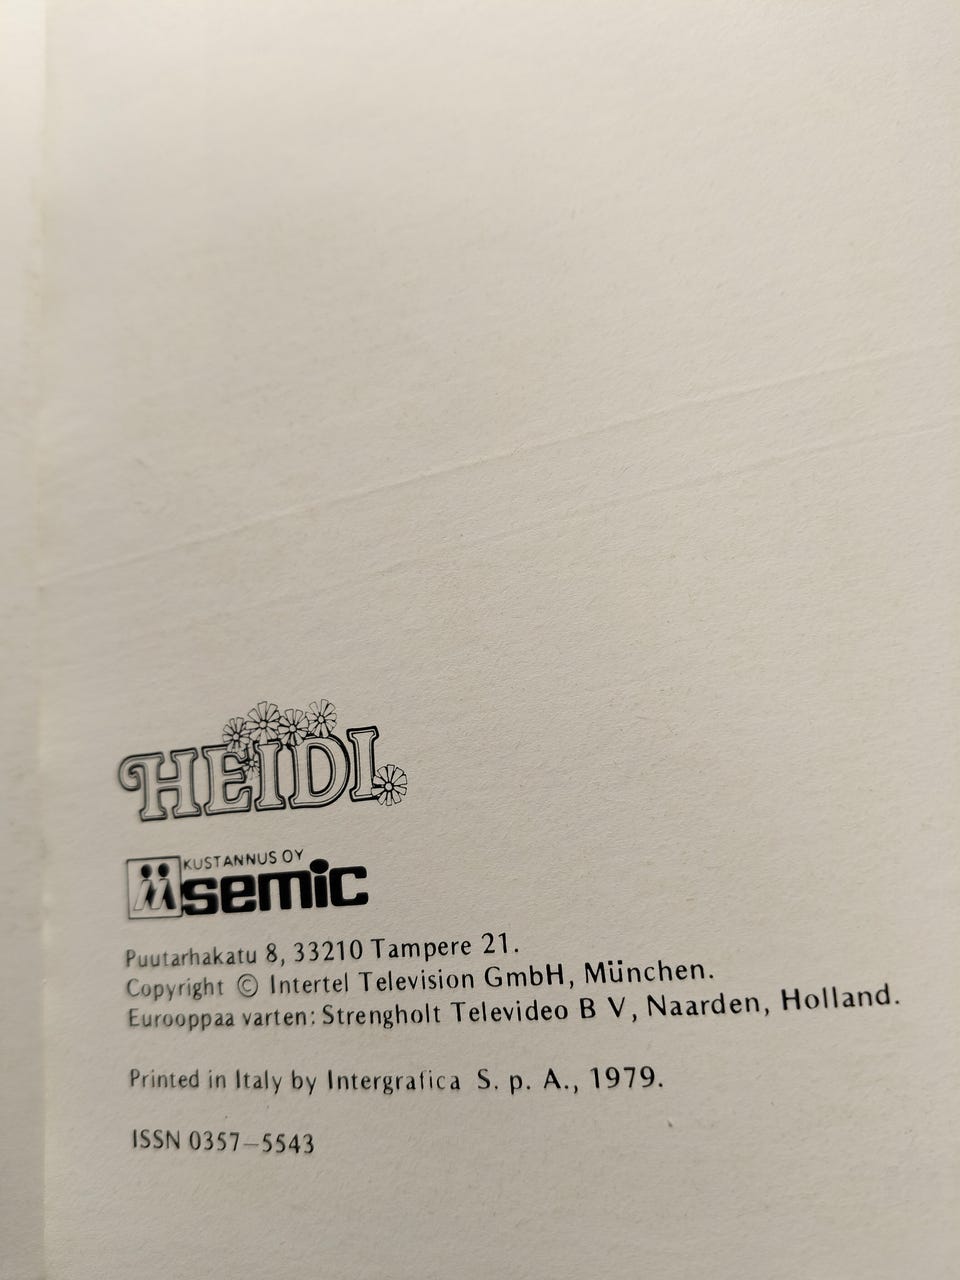 HEIDI
KUSTANNUS OY
semic
Puutarhakatu 8, 33210 Tampere 21.
Copyright © Intertel Television GmbH, München.
Eurooppaa varten: Strengholt Televideo B V, Naarden, Holland.
Printed in Italy by Intergrafica S. p. A., 1979.
ISSN 0357–5543